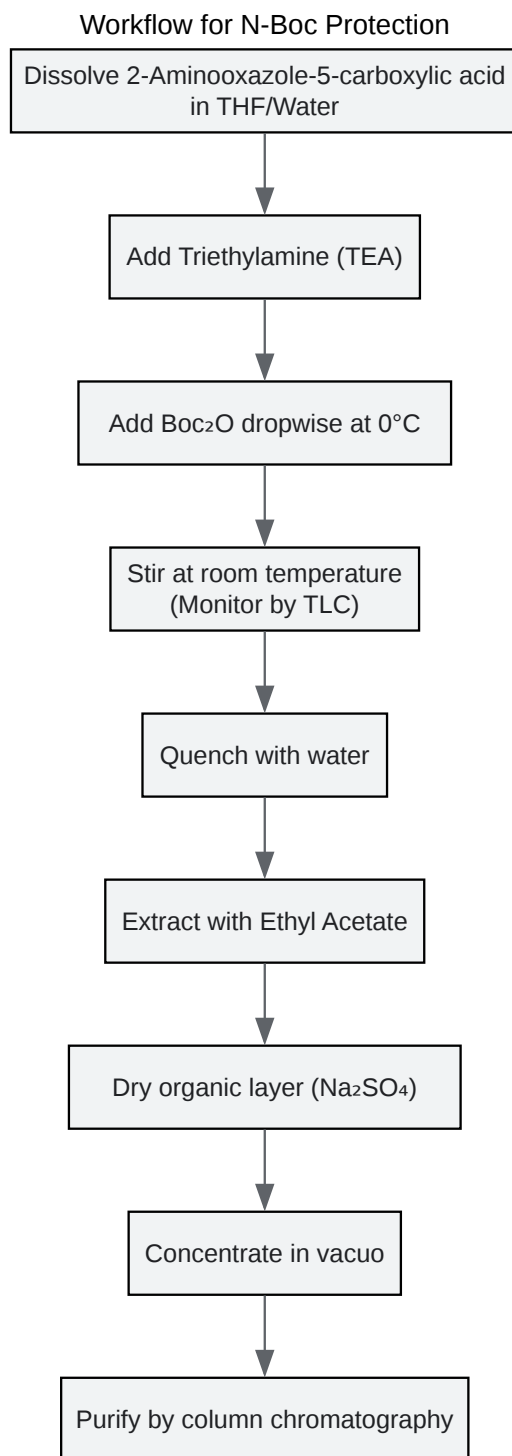 Workflow for N-Boc Protection
Dissolve 2-Aminooxazole-5-carboxylic acid
in THF/Water
Add Triethylamine (TEA)
Add Boc₂O dropwise at 0°C
Stir at room temperature
(Monitor by TLC)
Quench with water
Extract with Ethyl Acetate
Dry organic layer (Na₂SO₄)
Concentrate in vacuo
Purify by column chromatography